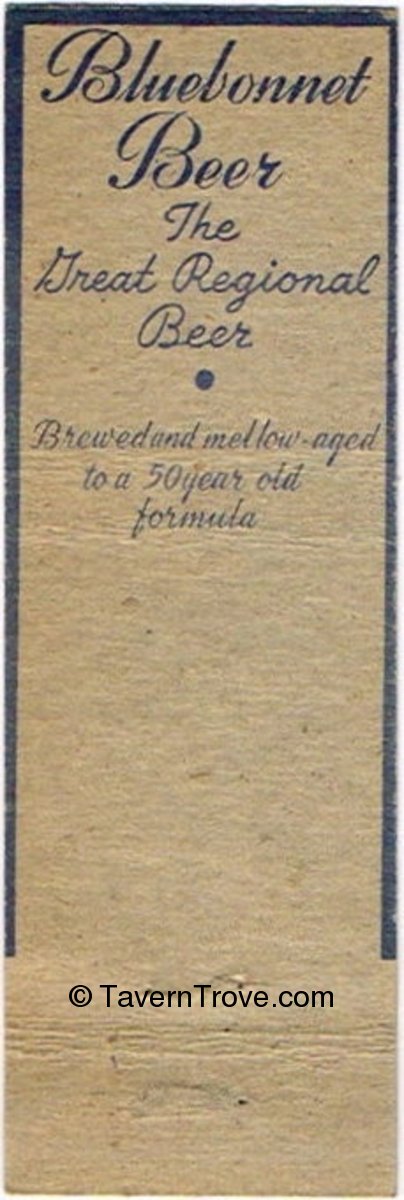 Bluebonnet
Beer
The
Great Regional
Beer
•
Brewed and mellow-aged
to a 50 year old
formula
© TavernTrove.com